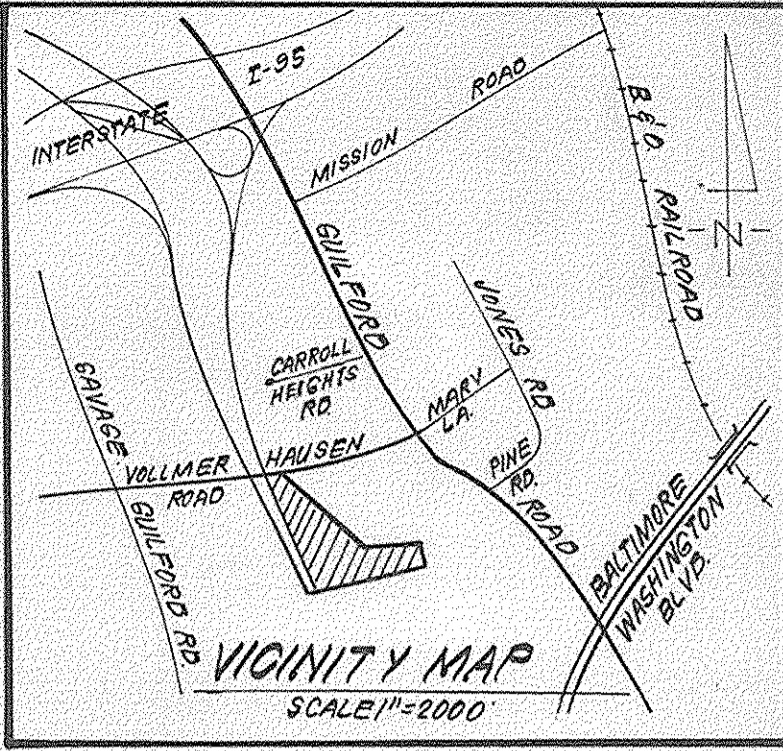 I-95
INTERSTATE
MISSION ROAD
B & O RAILROAD
N
GUILFORD ROAD
JONES RD
CARROLL
HEIGHTS
RD
MARY
LA.
SAVAGE GUILFORD RD
VOLLMER HAUSEN
ROAD
PINE
RD.
BALTIMORE
WASHINGTON
BLVD.
VICINITY MAP
SCALE 1"=2000'